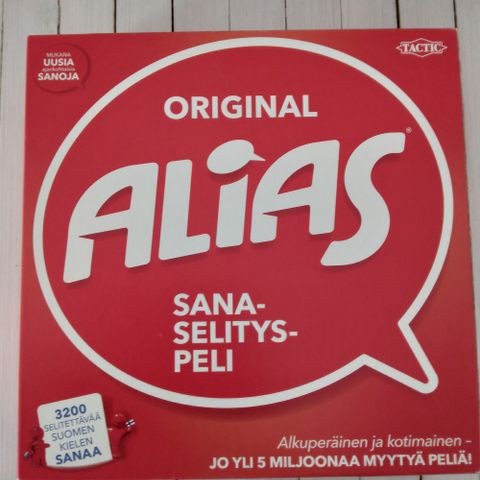 MUKANA
UUSIA
ajankohtaisia
SANOJA
TACTIC
ORIGINAL
ALiAS®
SANA-
SELITYS-
PELI
3200
SELITETTÄVÄÄ
SUOMEN
KIELEN
SANAA
Alkuperäinen ja kotimainen –
JO YLI 5 MILJOONAA MYYTYÄ PELIÄ!